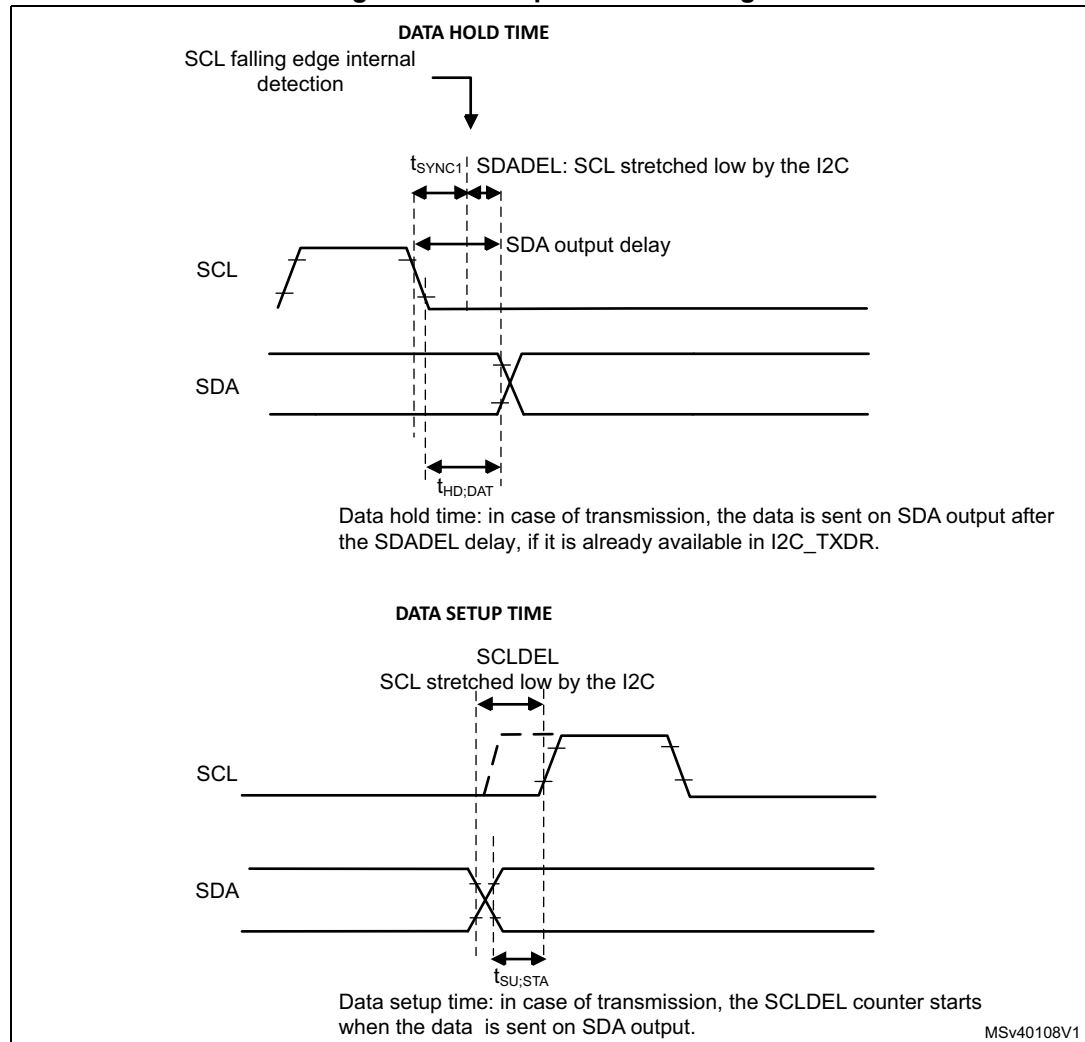 DATA HOLD TIME
SCL falling edge internal
detection
tSYNC1 SDADEL: SCL stretched low by the I2C
SDA output delay
SCL
SDA
tHD;DAT
Data hold time: in case of transmission, the data is sent on SDA output after
the SDADEL delay, if it is already available in I2C_TXDR.
DATA SETUP TIME
SCLDEL
SCL stretched low by the I2C
SCL
SDA
tSU;STA
Data setup time: in case of transmission, the SCLDEL counter starts
when the data is sent on SDA output.
MSv40108V1